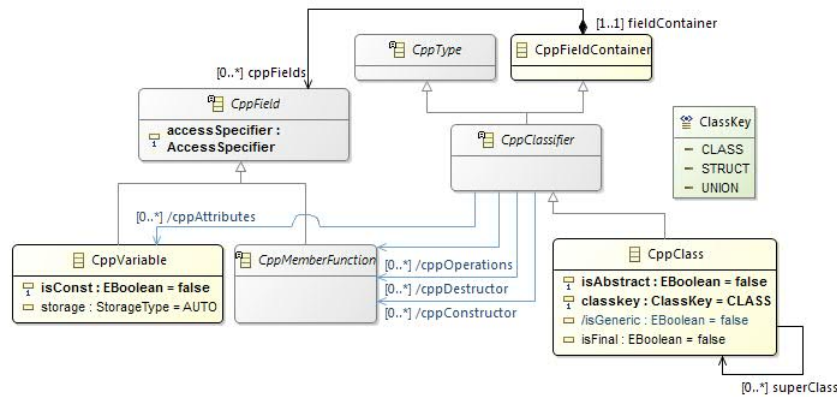 [1..1] fieldContainer
CppType
CppFieldContainer
[0..*] cppFields
CppField
accessSpecifier :
AccessSpecifier
CppClassifier
ClassKey
CLASS
STRUCT
UNION
[0..*] /cppAttributes
CppVariable
isConst : EBoolean = false
storage : StorageType = AUTO
CppMemberFunction
[0..*] /cppOperations
[0..*] /cppDestructor
[0..*] /cppConstructor
CppClass
isAbstract : EBoolean = false
classkey : ClassKey = CLASS
/isGeneric : EBoolean = false
isFinal : EBoolean = false
[0..*] superClass